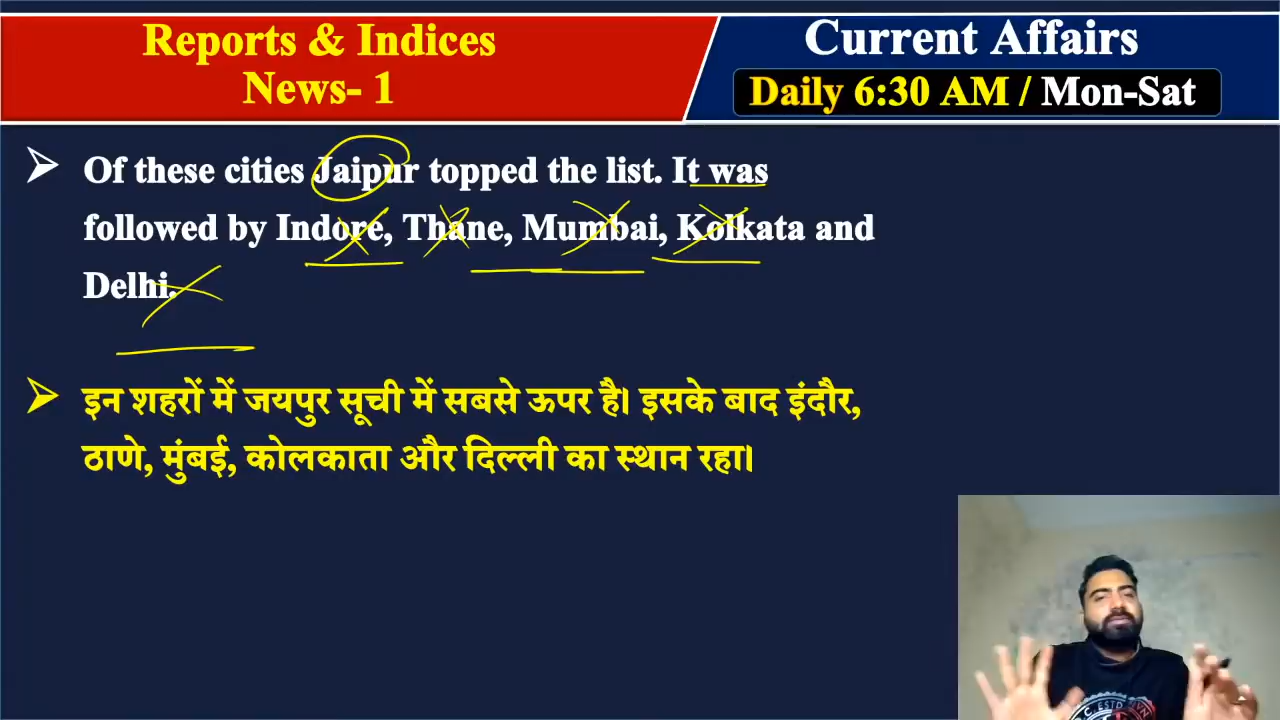 Reports & Indices
News- 1
Current Affairs
Daily 6:30 AM / Mon-Sat
Of these cities Jaipur topped the list. It was
followed by Indore, Thane, Mumbai, Kolkata and
Delhi.
इन शहरों में जयपुर सूची में सबसे ऊपर है। इसके बाद इंदौर,
ठाणे, मुंबई, कोलकाता और दिल्ली का स्थान रहा।